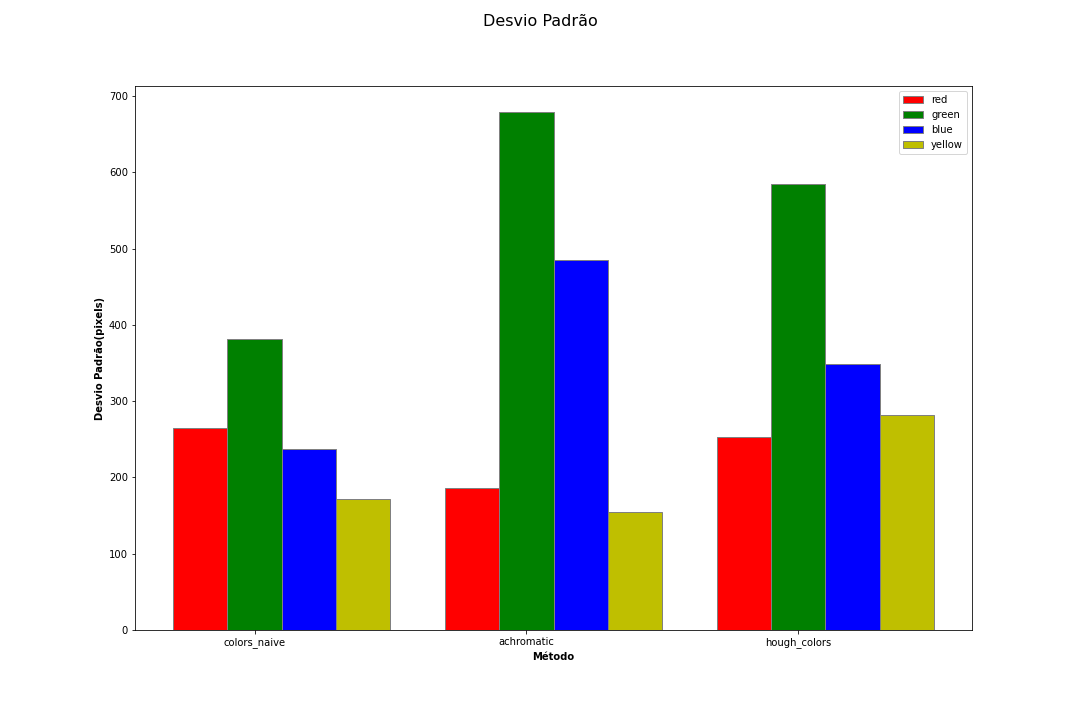 Desvio Padrão
700
600
500
400
300
200
100
0
Desvio Padrão(pixels)
red
green
blue
yellow
colors_naive
achromatic
hough_colors
Método